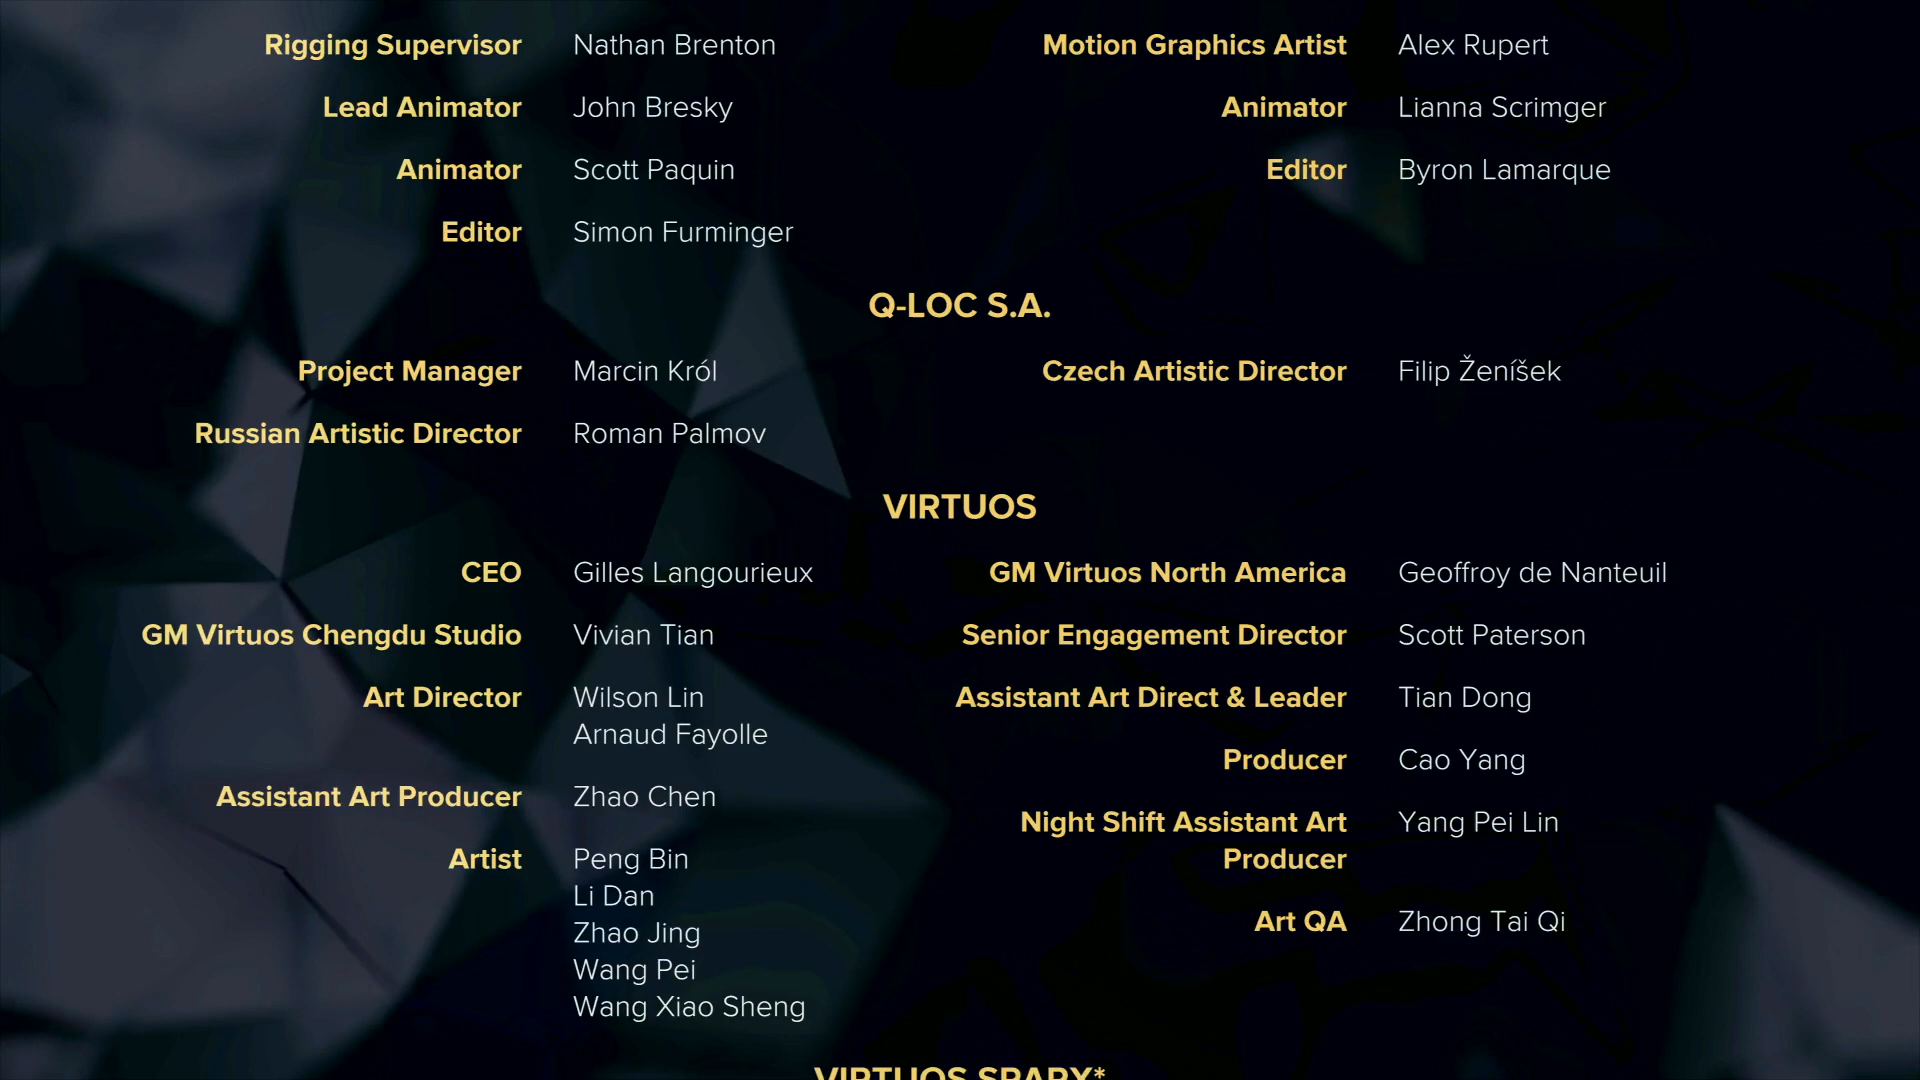 Rigging Supervisor Nathan Brenton
Lead Animator John Bresky
Animator Scott Paquin
Editor Simon Furminger
Motion Graphics Artist Alex Rupert
Animator Lianna Scrimger
Editor Byron Lamarque
Q-LOC S.A.
Project Manager Marcin Król
Russian Artistic Director Roman Palmov
Czech Artistic Director Filip Ženíšek
VIRTUOS
CEO Gilles Langourieux
GM Virtuos Chengdu Studio Vivian Tian
Art Director Wilson Lin
Arnaud Fayolle
Assistant Art Producer Zhao Chen
Artist Peng Bin
Li Dan
Zhao Jing
Wang Pei
Wang Xiao Sheng
GM Virtuos North America Geoffroy de Nanteuil
Senior Engagement Director Scott Paterson
Assistant Art Direct & Leader Tian Dong
Producer Cao Yang
Night Shift Assistant Art Yang Pei Lin
Producer
Art QA Zhong Tai Qi
VIRTUOS SPARX*